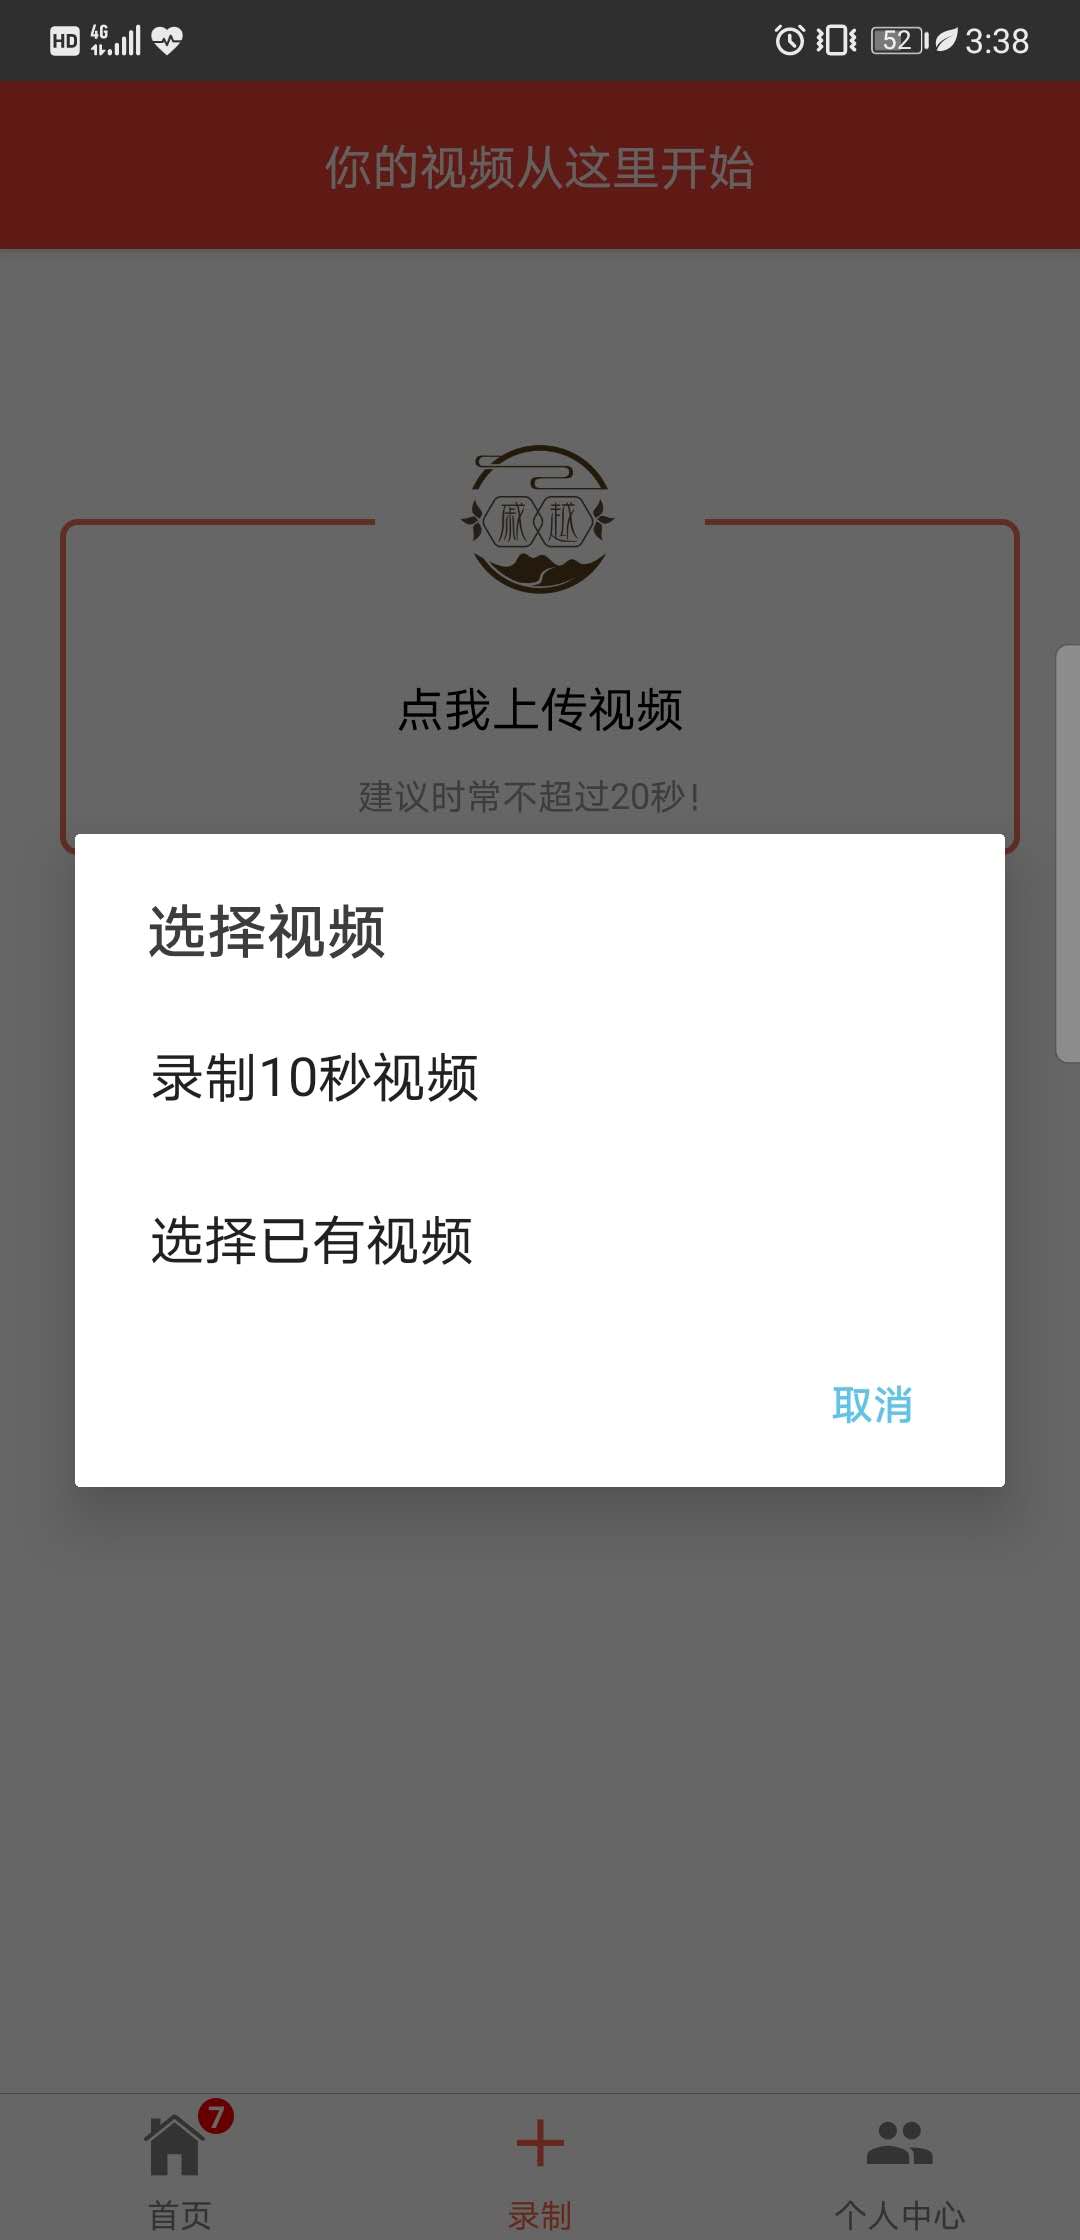 HD 4G 52 3:38
你的视频从这里开始
戚越
点我上传视频
建议时常不超过20秒!
选择视频
录制10秒视频
选择已有视频
取消
7
首页 录制 个人中心